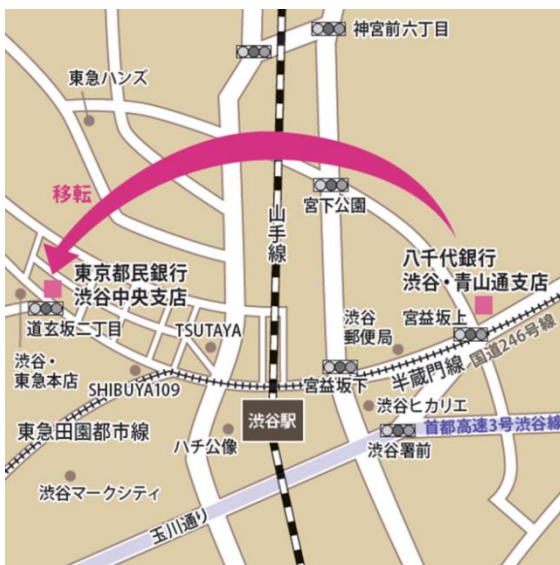 神宮前六丁目
東急ハンズ
移転
山手線
宮下公園
八千代銀行
渋谷・青山通支店
東京都民銀行
渋谷中央支店
道玄坂二丁目
TSUTAYA
渋谷
郵便局
宮益坂上
国道246号線
半蔵門線
渋谷・
東急本店
SHIBUYA109
宮益坂下
渋谷駅
渋谷ヒカリエ
東急田園都市線
ハチ公像
首都高速3号渋谷線
渋谷署前
渋谷マークシティ
玉川通り